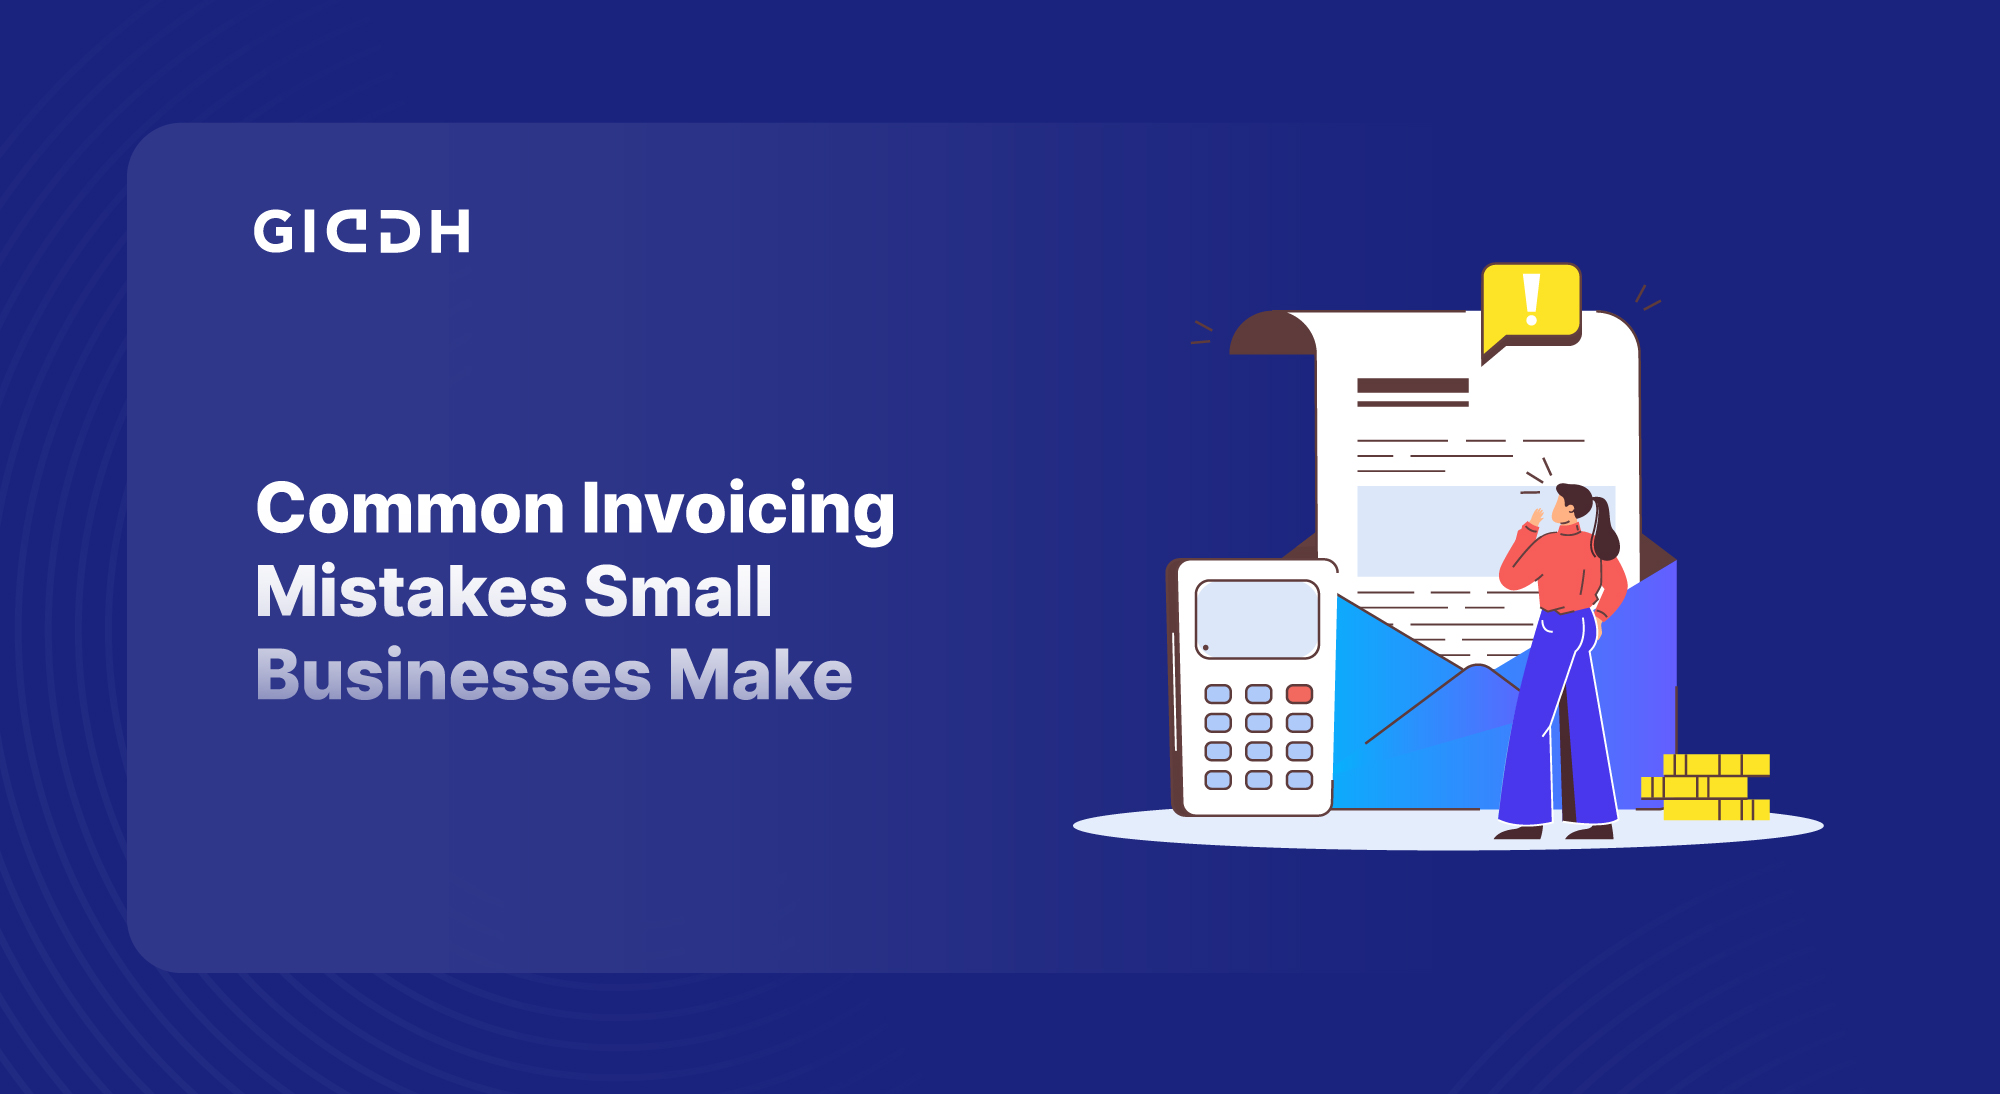 GIDDH
Common Invoicing
Mistakes Small
Businesses Make
!